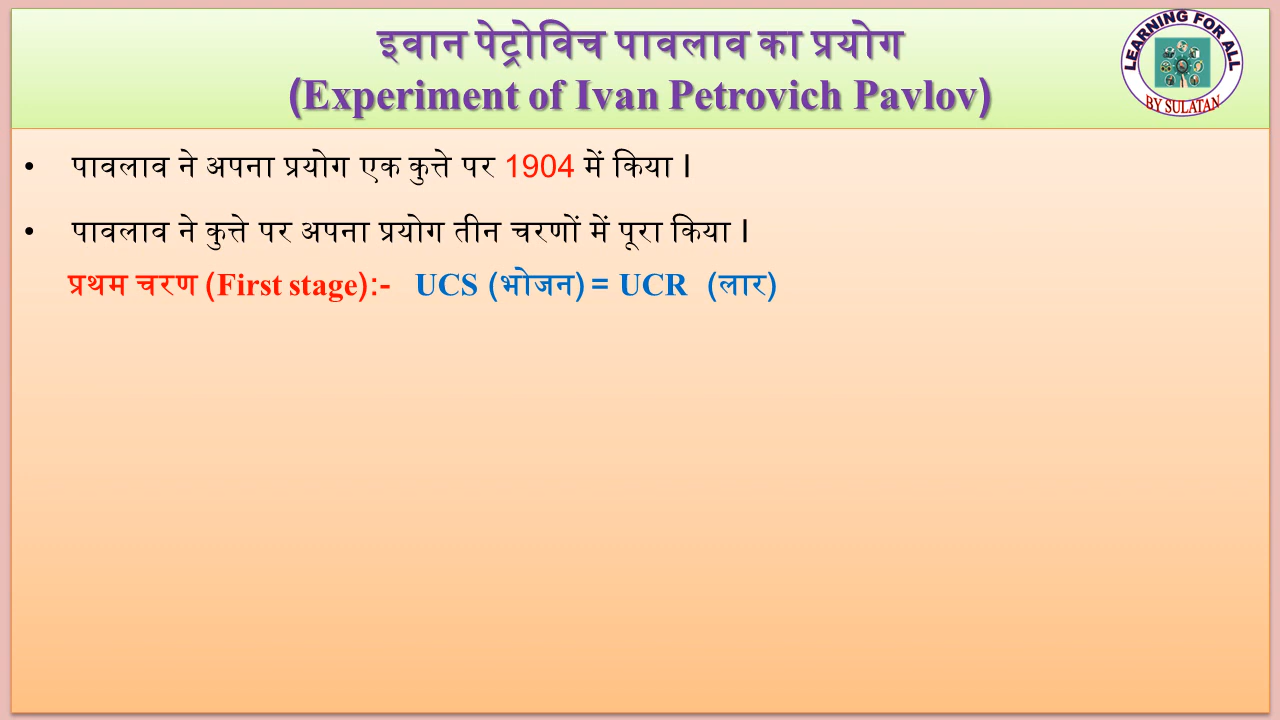 इवान पेट्रोविच पावलाव का प्रयोग
(Experiment of Ivan Petrovich Pavlov)
LEARNING FOR ALL
BY SULATAN
• पावलाव ने अपना प्रयोग एक कुत्ते पर 1904 में किया I
• पावलाव ने कुत्ते पर अपना प्रयोग तीन चरणों में पूरा किया I
प्रथम चरण (First stage):- UCS (भोजन) = UCR (लार)